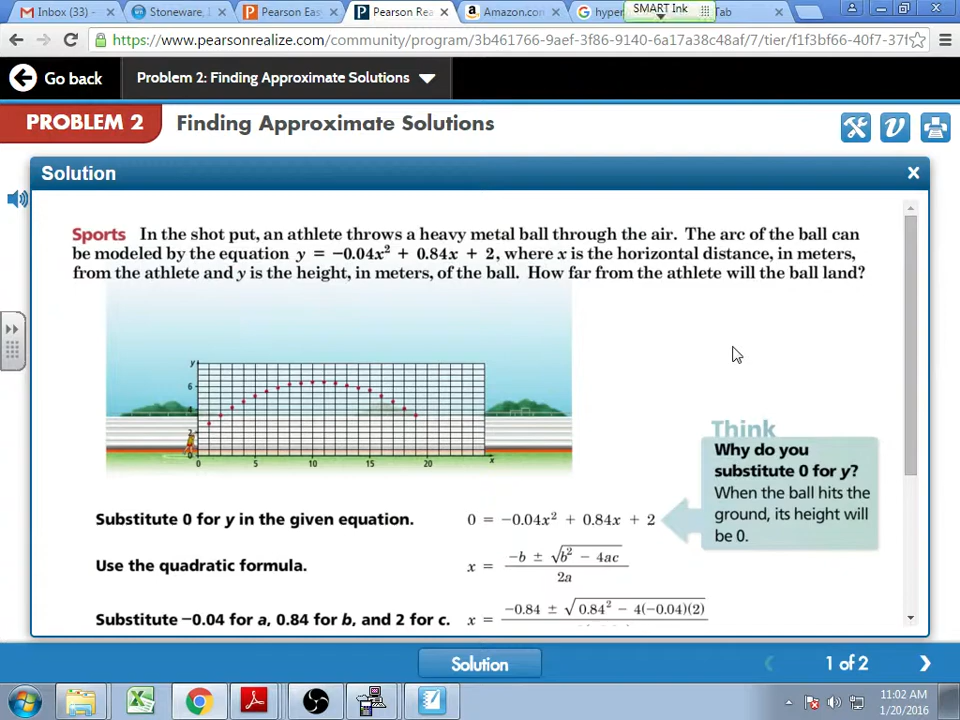 Inbox (33) -
Stoneware,
Pearson Eas
Pearson Rea
Amazon.com
hyper
SMART Ink
Tab
https://www.pearsonrealize.com/community/program/3b461766-9aef-3f86-9140-6a17a38c48af/7/tier/f1f3bf66-40f7-37f
Go back
Problem 2: Finding Approximate Solutions
PROBLEM 2
Finding Approximate Solutions
Solution
Sports In the shot put, an athlete throws a heavy metal ball through the air. The arc of the ball can
be modeled by the equation y = −0.04x² + 0.84x + 2, where x is the horizontal distance, in meters,
from the athlete and y is the height, in meters, of the ball. How far from the athlete will the ball land?
y
6
4
2
0
0 5 10 15 20 x
Think
Why do you
substitute 0 for y?
When the ball hits the
ground, its height will
be 0.
Substitute 0 for y in the given equation. 0 = −0.04x² + 0.84x + 2
Use the quadratic formula. x = (−b ± √(b² − 4ac)) / 2a
Substitute −0.04 for a, 0.84 for b, and 2 for c. x = −0.84 ± √(0.84² − 4(−0.04)(2))
Solution
1 of 2
11:02 AM
1/20/2016